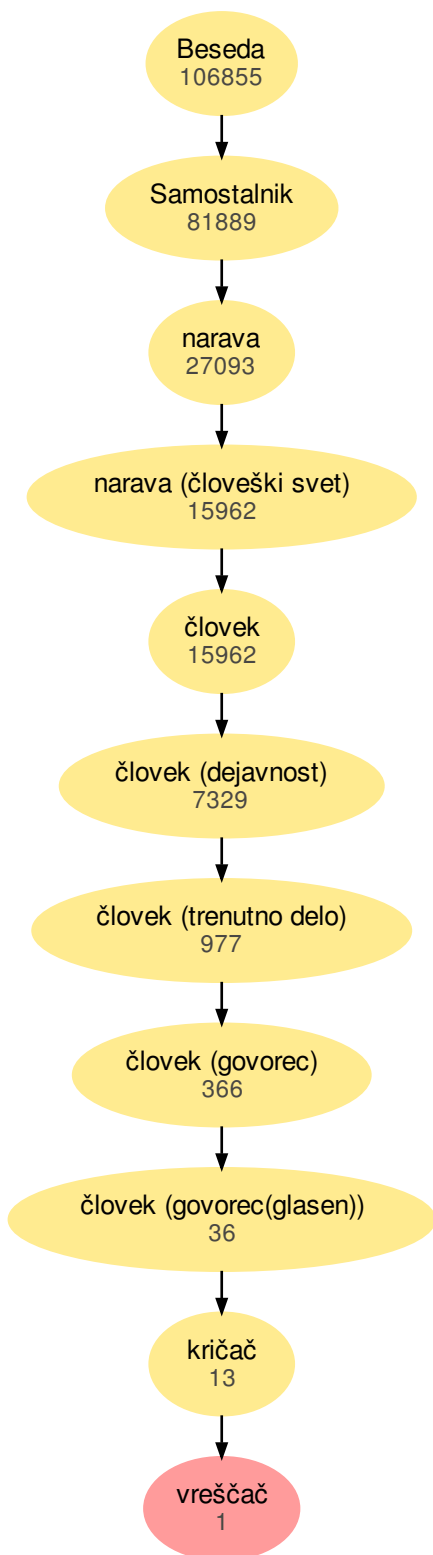 Beseda
106855
Samostalnik
81889
narava
27093
narava (človeški svet)
15962
človek
15962
človek (dejavnost)
7329
človek (trenutno delo)
977
človek (govorec)
366
človek (govorec(glasen))
36
kričač
13
vreščač
1